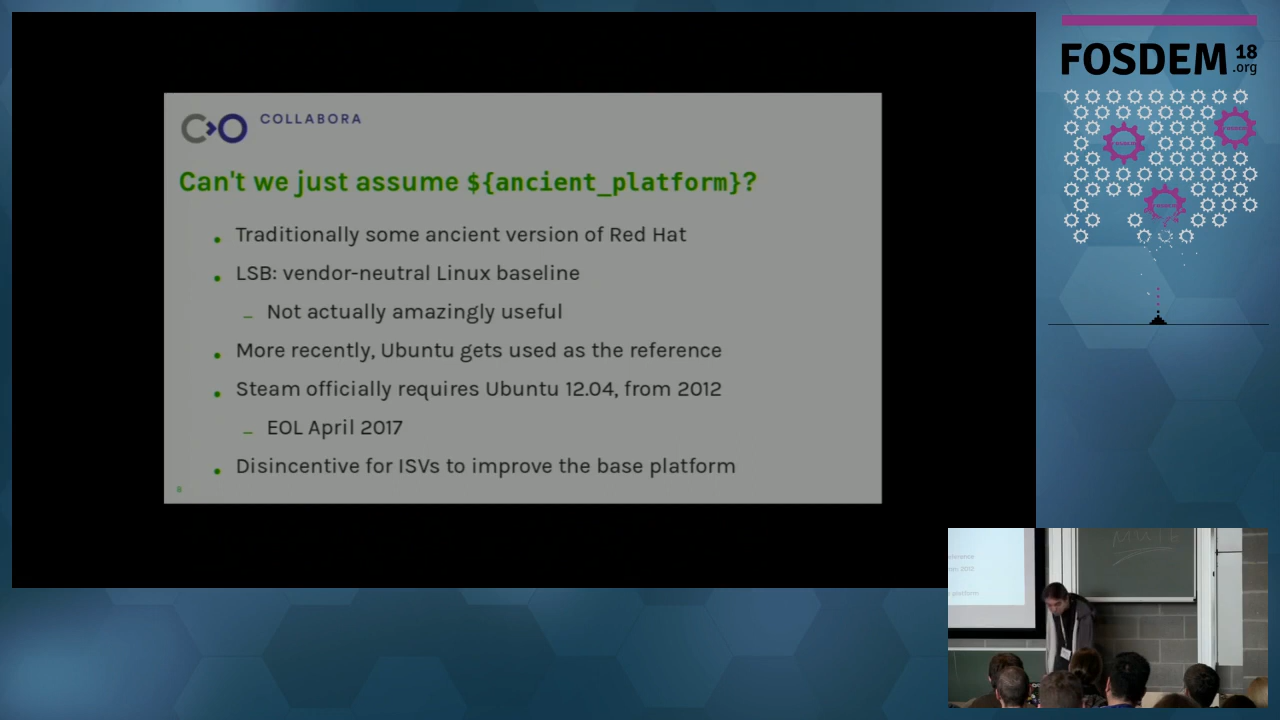 COLLABORA
Can't we just assume ${ancient_platform}?
• Traditionally some ancient version of Red Hat
• LSB: vendor-neutral Linux baseline
– Not actually amazingly useful
• More recently, Ubuntu gets used as the reference
• Steam officially requires Ubuntu 12.04, from 2012
– EOL April 2017
• Disincentive for ISVs to improve the base platform
FOSDEM 18
.org